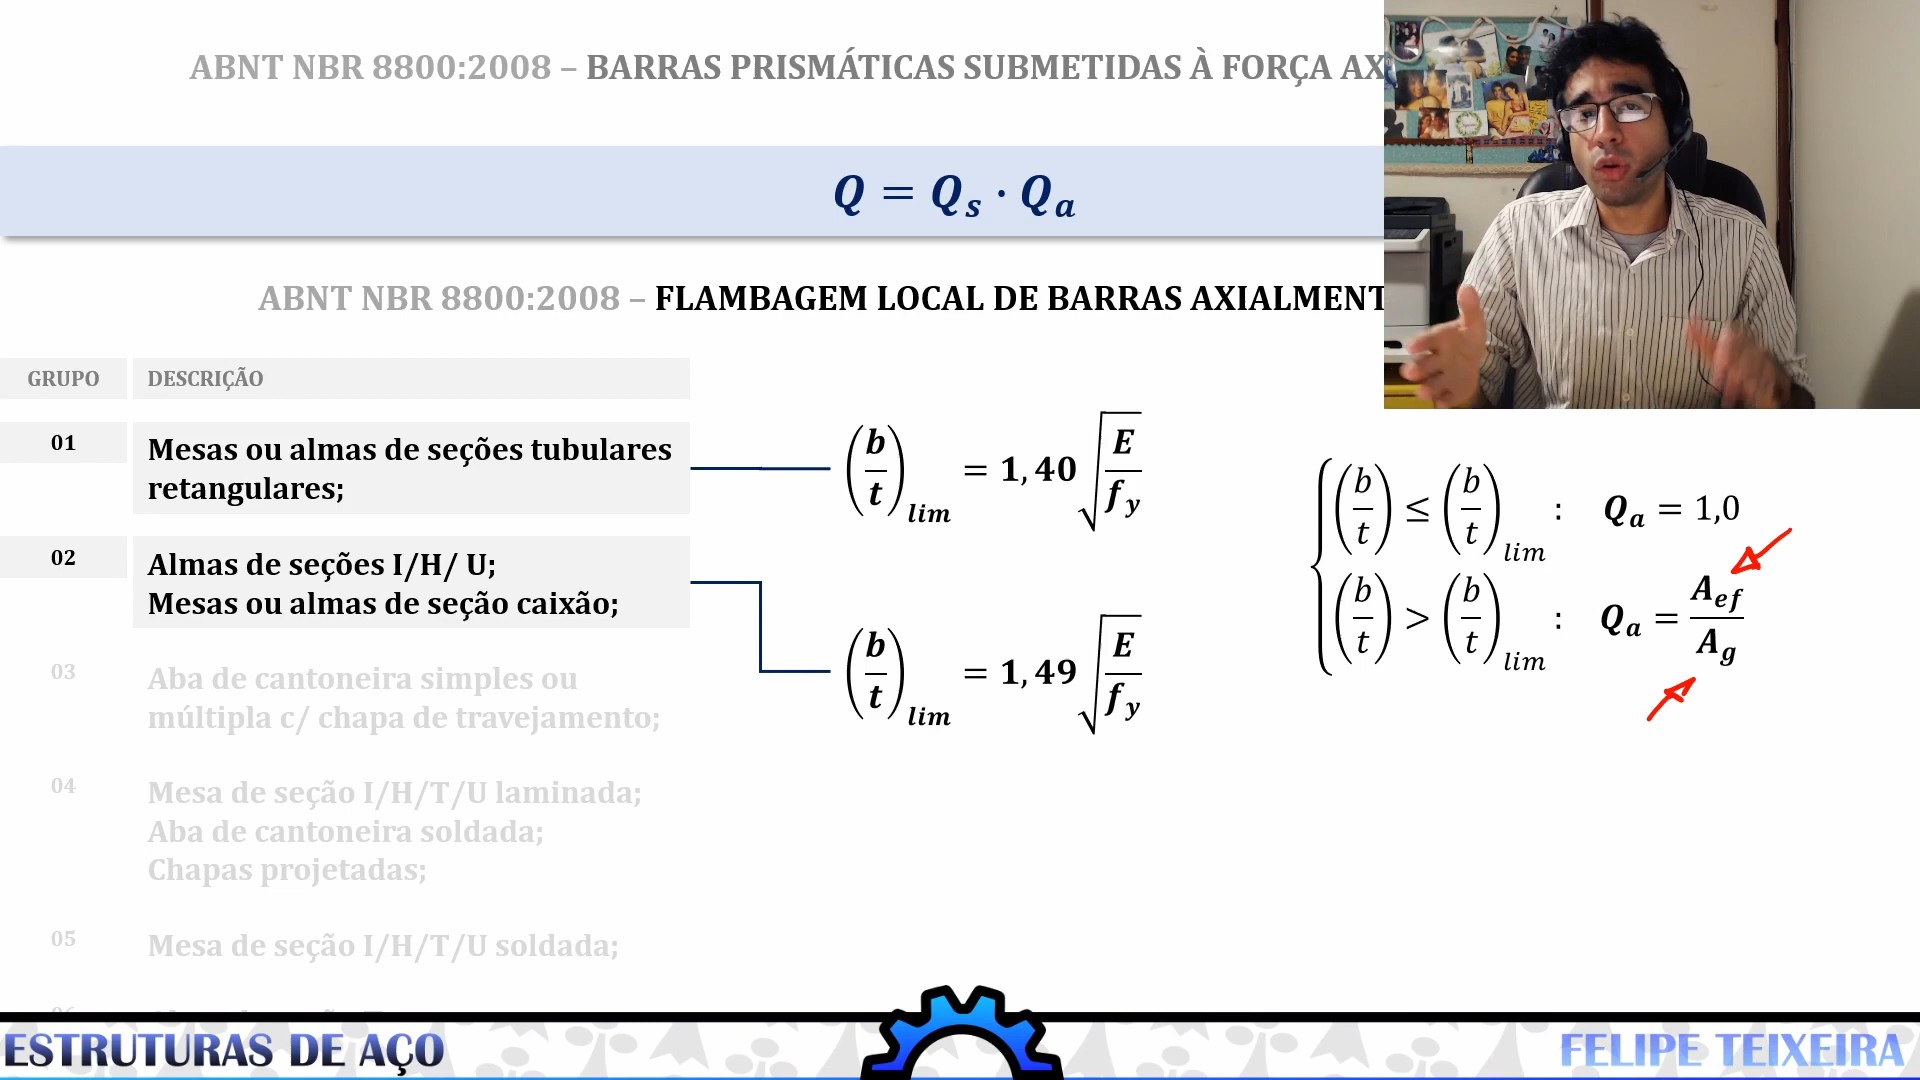 ABNT NBR 8800:2008 – BARRAS PRISMÁTICAS SUBMETIDAS À FORÇA AX
Q = Qₛ · Qₐ
ABNT NBR 8800:2008 – FLAMBAGEM LOCAL DE BARRAS AXIALMENT
GRUPO DESCRIÇÃO
01 Mesas ou almas de seções tubulares
retangulares;
(b/t)lim = 1,40 √(E/fy)
(b/t) ≤ (b/t)lim : Qa = 1,0
02 Almas de seções I/H/ U;
Mesas ou almas de seção caixão;
(b/t)lim = 1,49 √(E/fy)
(b/t) > (b/t)lim : Qa = Aef/Ag
03 Aba de cantoneira simples ou
múltipla c/ chapa de travejamento;
04 Mesa de seção I/H/T/U laminada;
Aba de cantoneira soldada;
Chapas projetadas;
05 Mesa de seção I/H/T/U soldada;
ESTRUTURAS DE AÇO
FELIPE TEIXEIRA